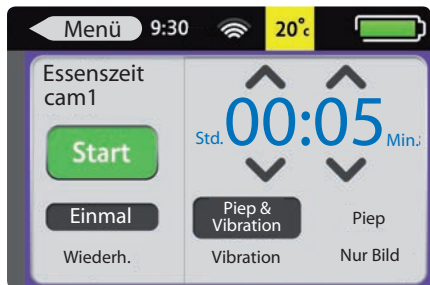 Menü 9:30 20°c
Essenszeit
cam1
Std. 00:05 Min.
Start
Einmal
Piep &
Vibration
Piep
Wiederh.
Vibration
Nur Bild